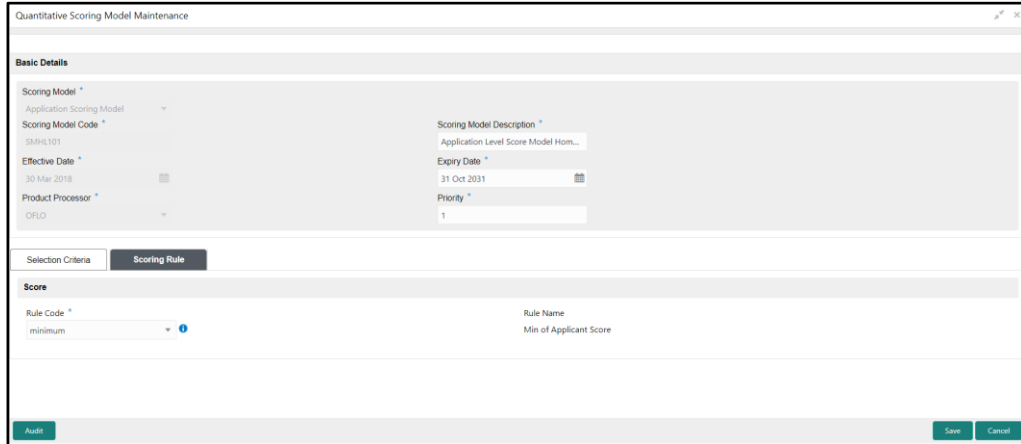 Quantitative Scoring Model Maintenance
Basic Details
Scoring Model *
Application Scoring Model
Scoring Model Code *
Scoring Model Description *
SMHL101
Application Level Score Model Hom...
Effective Date *
Expiry Date *
30 Mar 2018
31 Oct 2031
Product Processor *
Priority *
OFLO
1
Selection Criteria
Scoring Rule
Score
Rule Code *
Rule Name
minimum
Min of Applicant Score
Audit
Save
Cancel